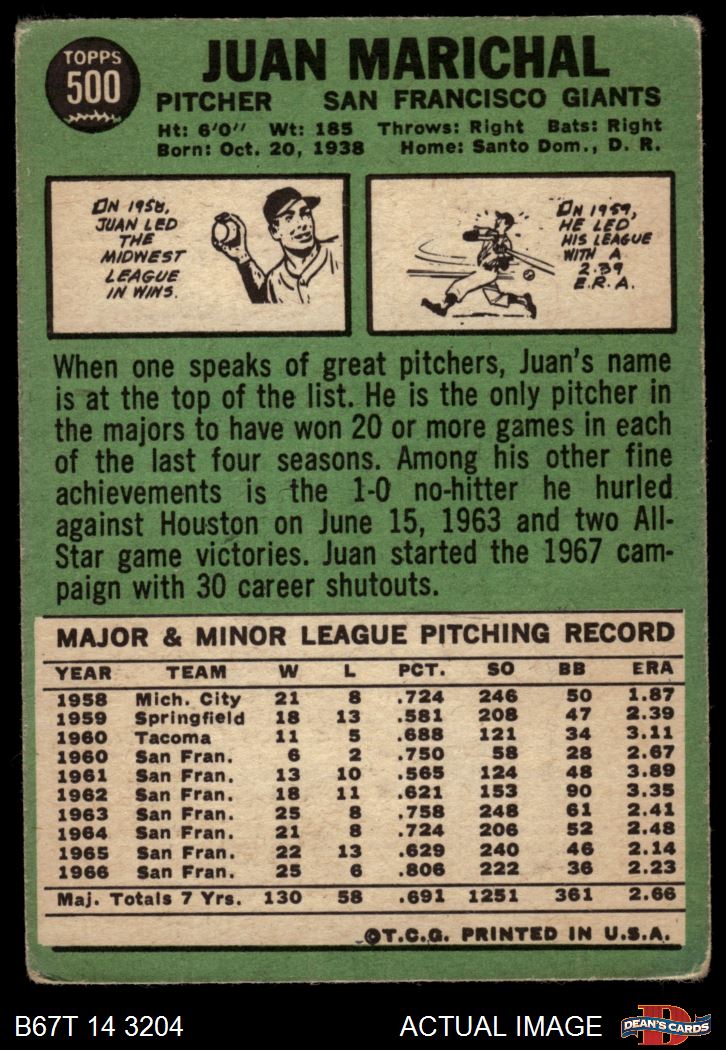 TOPPS
500
JUAN MARICHAL
PITCHER SAN FRANCISCO GIANTS
Ht: 6'0" Wt: 185 Throws: Right Bats: Right
Born: Oct. 20, 1938 Home: Santo Dom., D. R.
IN 1958,
JUAN LED
THE
MIDWEST
LEAGUE
IN WINS.
IN 1959,
HE LED
HIS LEAGUE
WITH A
2.39
E.R.A.
When one speaks of great pitchers, Juan's name
is at the top of the list. He is the only pitcher in
the majors to have won 20 or more games in each
of the last four seasons. Among his other fine
achievements is the 1-0 no-hitter he hurled
against Houston on June 15, 1963 and two All-
Star game victories. Juan started the 1967 cam-
paign with 30 career shutouts.
MAJOR & MINOR LEAGUE PITCHING RECORD
YEAR TEAM W L PCT. SO BB ERA
1958 Mich. City 21 8 .724 246 50 1.87
1959 Springfield 18 13 .581 208 47 2.39
1960 Tacoma 11 5 .688 121 34 3.11
1960 San Fran. 6 2 .750 58 28 2.67
1961 San Fran. 13 10 .565 124 48 3.89
1962 San Fran. 18 11 .621 153 90 3.35
1963 San Fran. 25 8 .758 248 61 2.41
1964 San Fran. 21 8 .724 206 52 2.48
1965 San Fran. 22 13 .629 240 46 2.14
1966 San Fran. 25 6 .806 222 36 2.23
Maj. Totals 7 Yrs. 130 58 .691 1251 361 2.66
©T.C.G. PRINTED IN U.S.A.
B67T 14 3204 ACTUAL IMAGE
D
DEAN'S CARDS